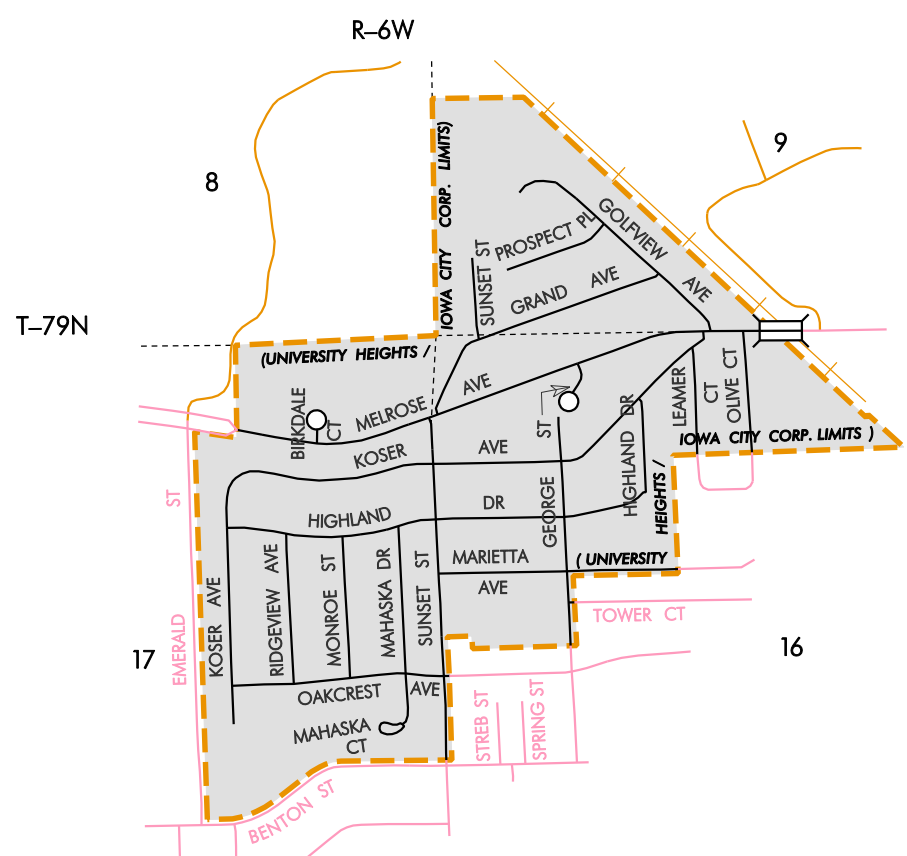 R–6W
9
8
IOWA CITY CORP. LIMITS)
GOLFVIEW AVE
PROSPECT PL
SUNSET ST
GRAND AVE
T–79N
(UNIVERSITY HEIGHTS /
BIRKDALE CT
MELROSE AVE
LEAMER CT
OLIVE CT
IOWA CITY CORP. LIMITS )
KOSER AVE
GEORGE ST
HIGHLAND DR
HEIGHTS /
( UNIVERSITY
EMERALD ST
HIGHLAND DR
MARIETTA AVE
KOSER AVE
RIDGEVIEW AVE
MONROE ST
MAHASKA DR
SUNSET ST
TOWER CT
17
16
OAKCREST AVE
MAHASKA
CT
STREB ST
SPRING ST
BENTON ST